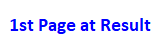 1st Page at Result